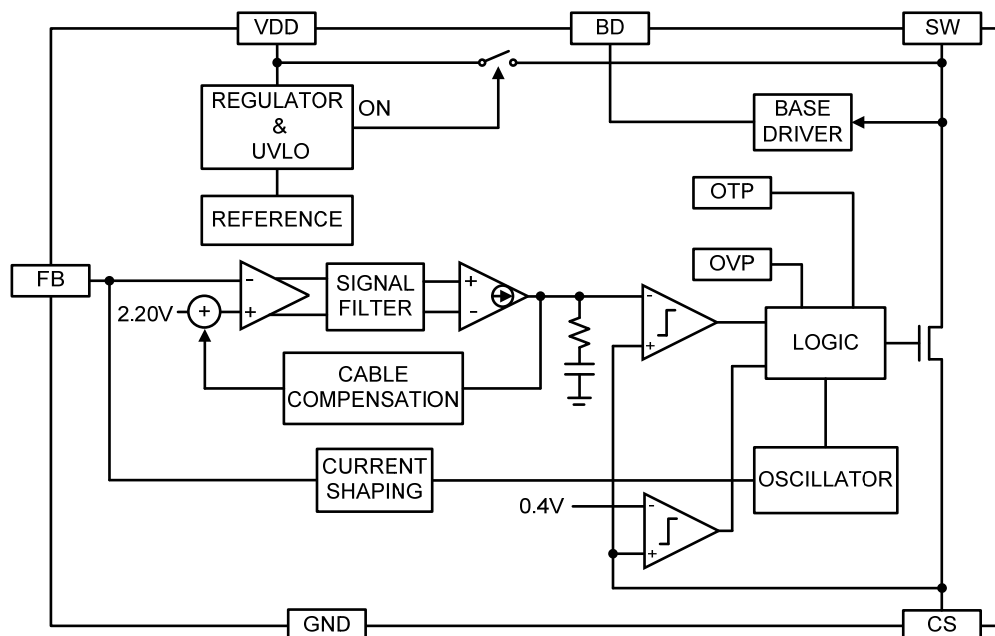 VDD
BD
SW
REGULATOR
&
UVLO
ON
BASE
DRIVER
REFERENCE
OTP
FB
OVP
-
+
SIGNAL
FILTER
+
-
-
+
2.20V
+
LOGIC
CABLE
COMPENSATION
CURRENT
SHAPING
OSCILLATOR
0.4V
-
+
GND
CS